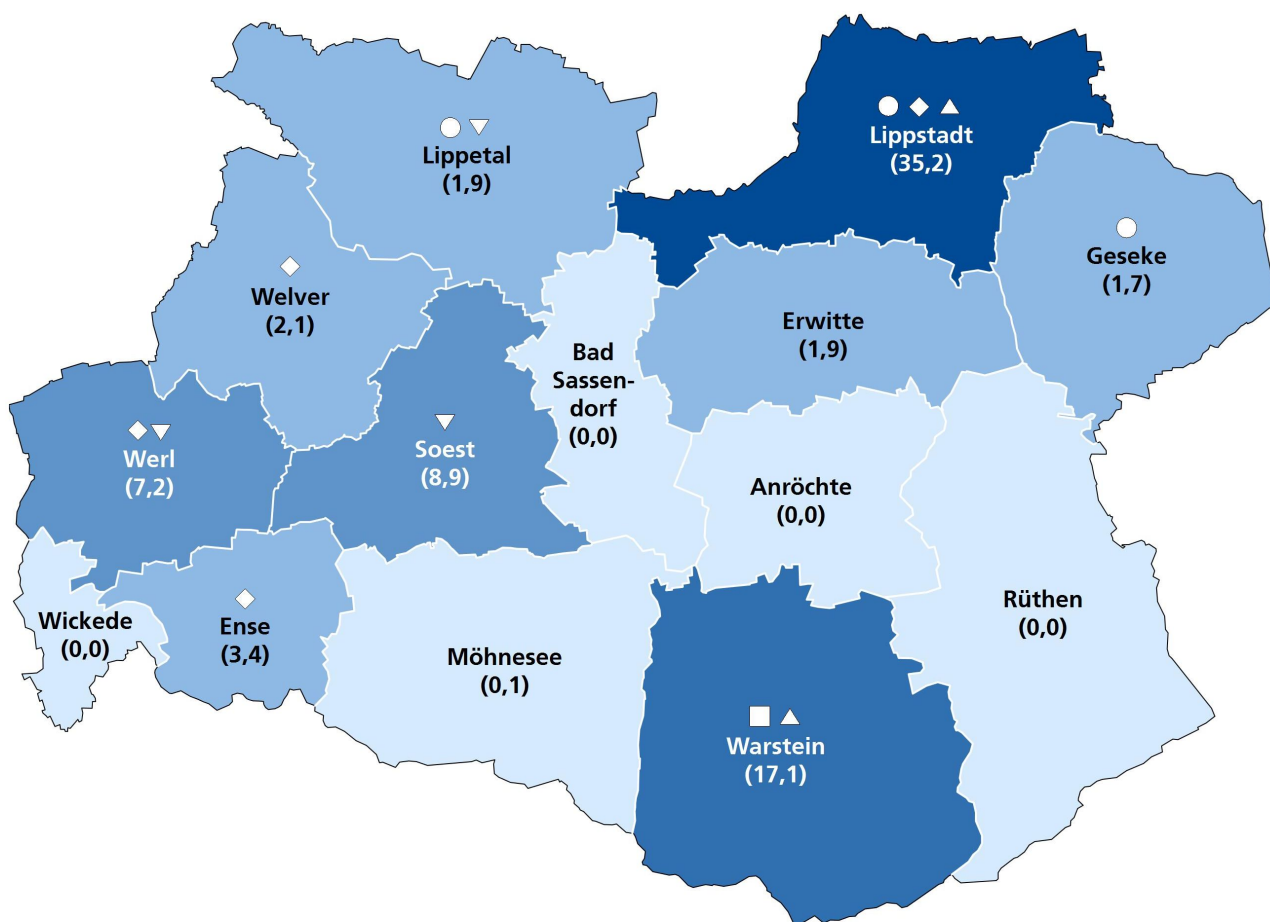 Lippetal
(1,9)
Lippstadt
(35,2)
Geseke
(1,7)
Welver
(2,1)
Erwitte
(1,9)
Bad
Sassen-
dorf
(0,0)
Werl
(7,2)
Soest
(8,9)
Anröchte
(0,0)
Wickede
(0,0)
Ense
(3,4)
Möhnesee
(0,1)
Rüthen
(0,0)
Warstein
(17,1)